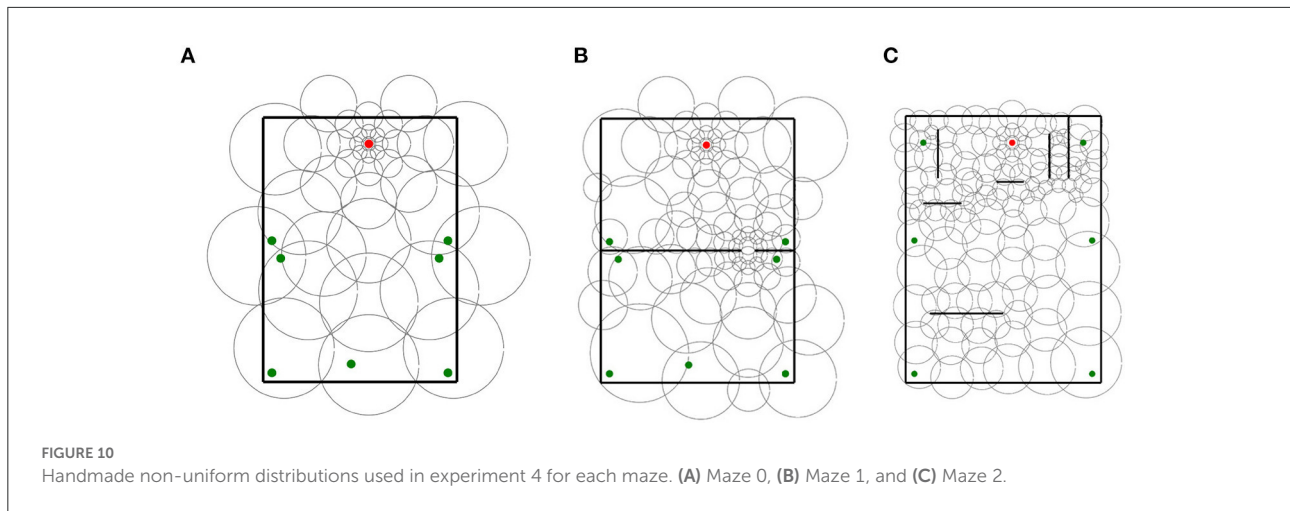 A
B
C
FIGURE 10
Handmade non-uniform distributions used in experiment 4 for each maze. (A) Maze 0, (B) Maze 1, and (C) Maze 2.